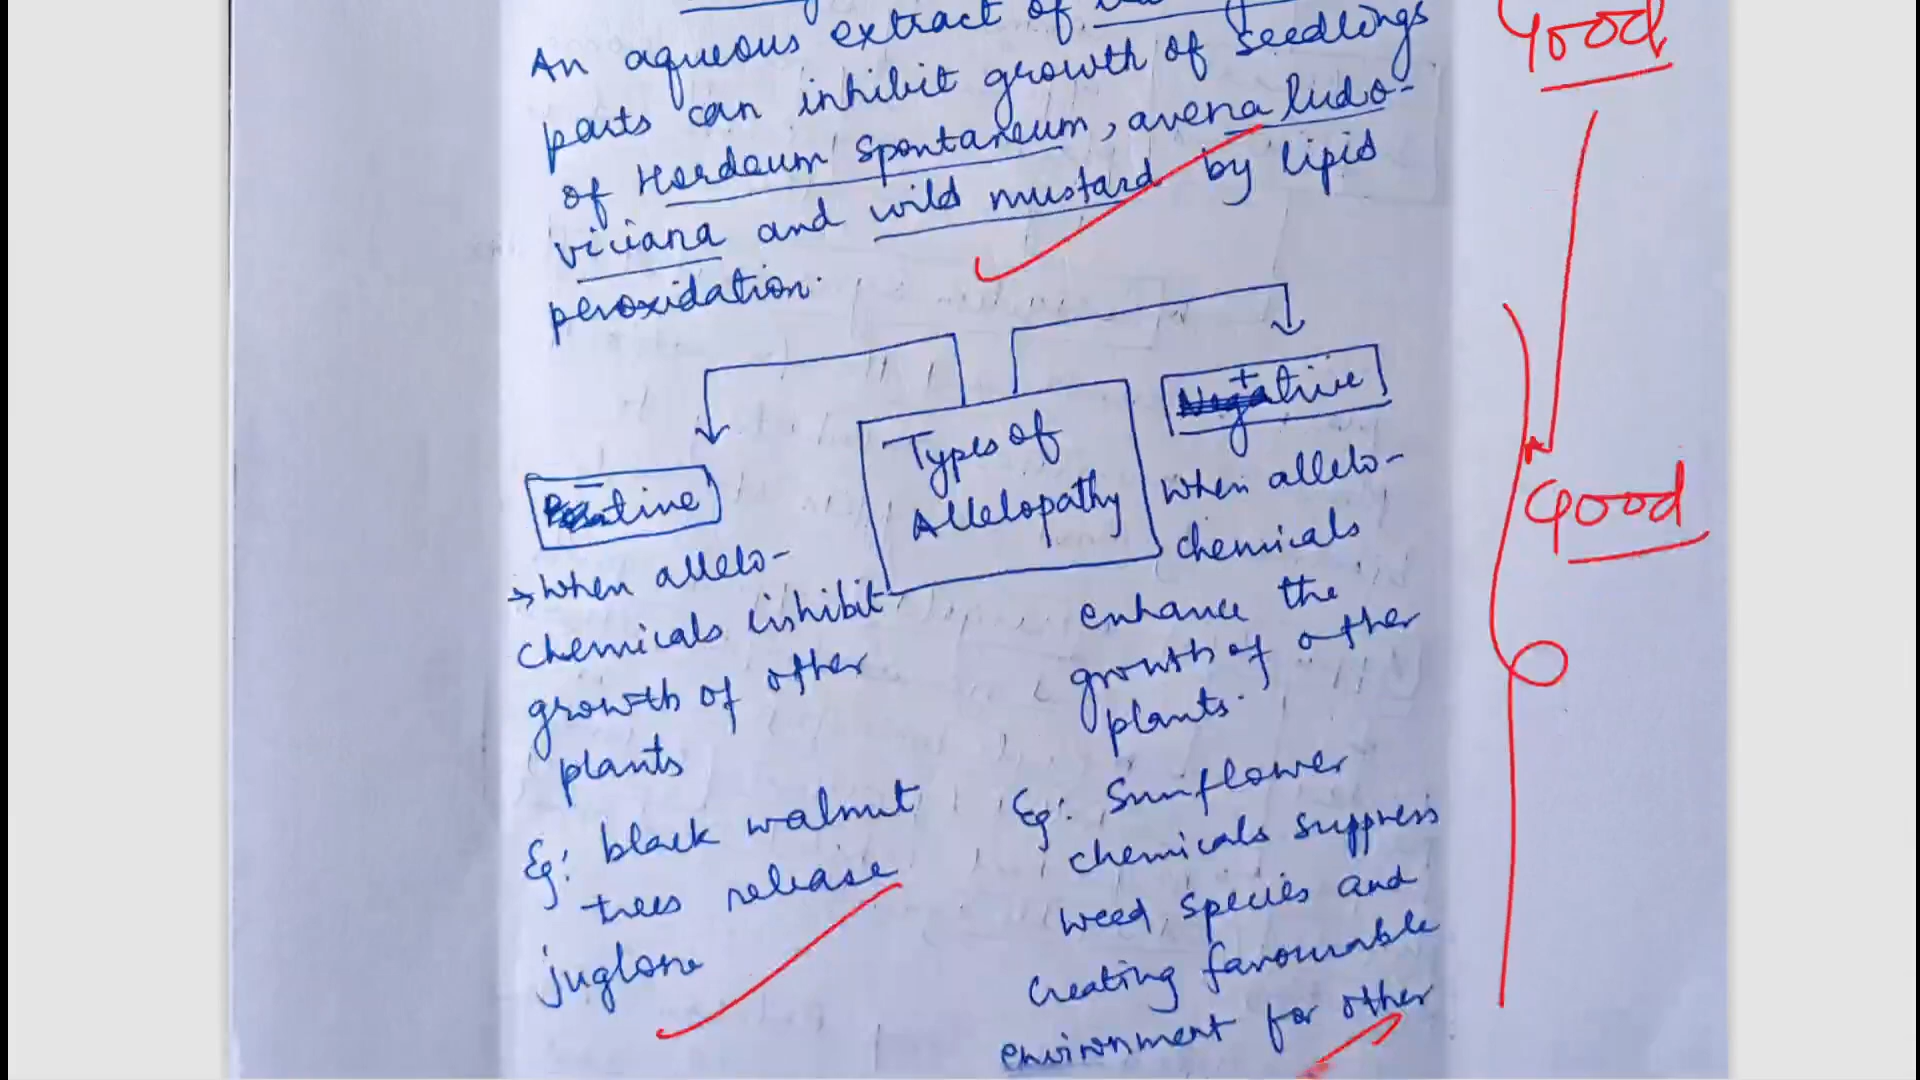 An aqueous extract of
parts can inhibit growth of seedlings
of Hordeum Spontaneum, avena ludo-
viciana and wild mustard by lipid
peroxidation.
Types of
Allelopathy
-tive
→ When allelo-
chemicals inhibit
growth of other
plants
Eg: black walnut
trees release
juglone
+tive
When allelo-
chemicals
enhance the
growth of other
plants.
Eg: Sunflower
chemicals suppress
weed species and
creating favourable
environment for other
Good
Good